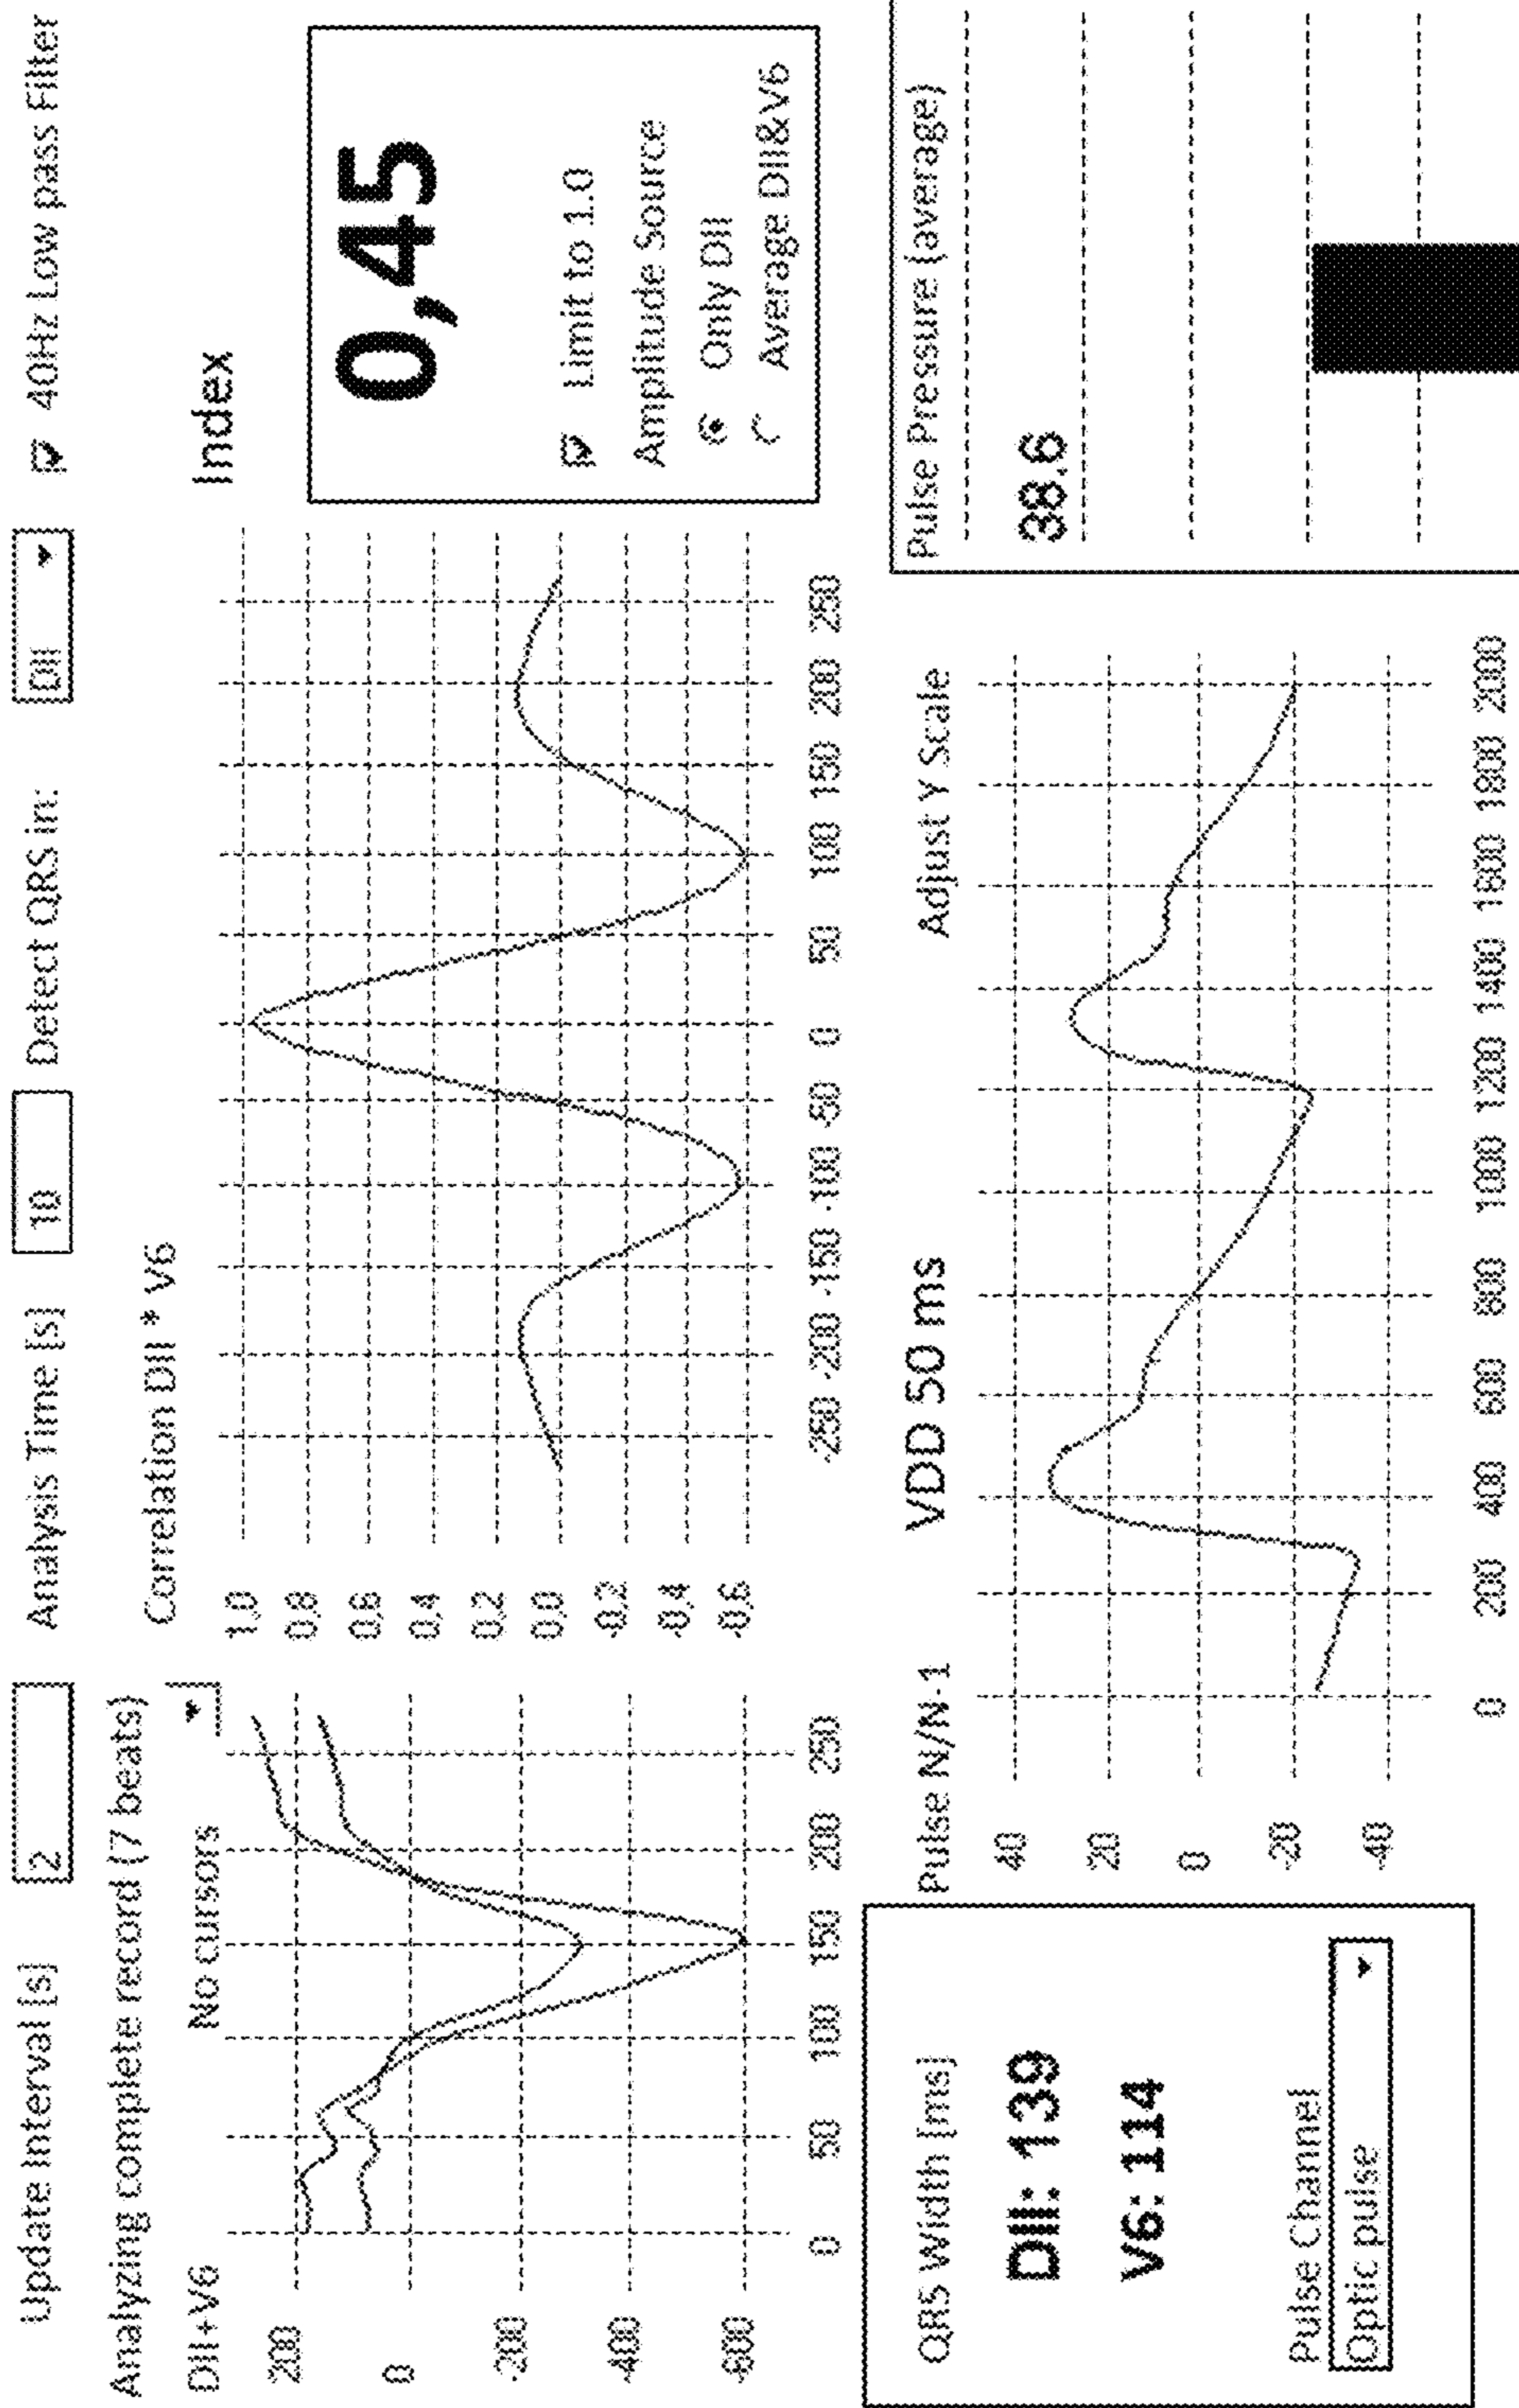 Update Interval [s] 2 Analysis Time [s] 10 Detect QRS in: DII 40Hz Low pass Filter
Analyzing complete record (7 beats)
DII+V6 No cursors
200
0
-200
-400
-600
0 50 100 150 200 250
Correlation DII * V6
1,0
0,8
0,6
0,4
0,2
0,0
-0,2
-0,4
-0,6
-250 -200 -150 -100 -50 0 50 100 150 200 250
Index
0,45
Limit to 1.0
Amplitude Source
Only DII
Average DII&V6
QRS Width [ms]
DII: 139
V6: 114
Pulse Channel
Optic pulse
Pulse N/N-1 VDD 50 ms Adjust Y Scale
40
20
0
-20
-40
0 200 400 600 800 1000 1200 1400 1600 1800 2000
Pulse Pressure (average)
38.6